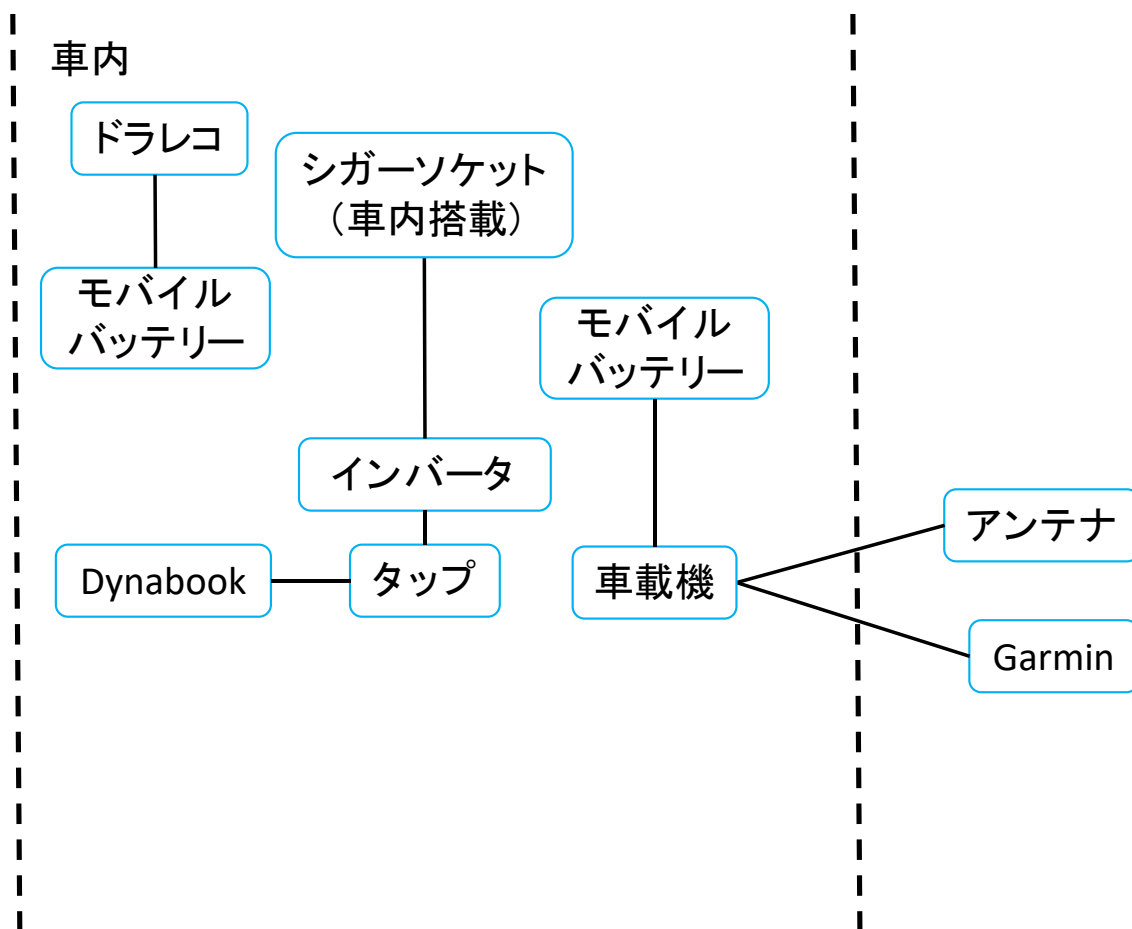 車内
ドラレコ
シガーソケット
（車内搭載）
モバイル
バッテリー
モバイル
バッテリー
インバータ
アンテナ
Dynabook
タップ
車載機
Garmin